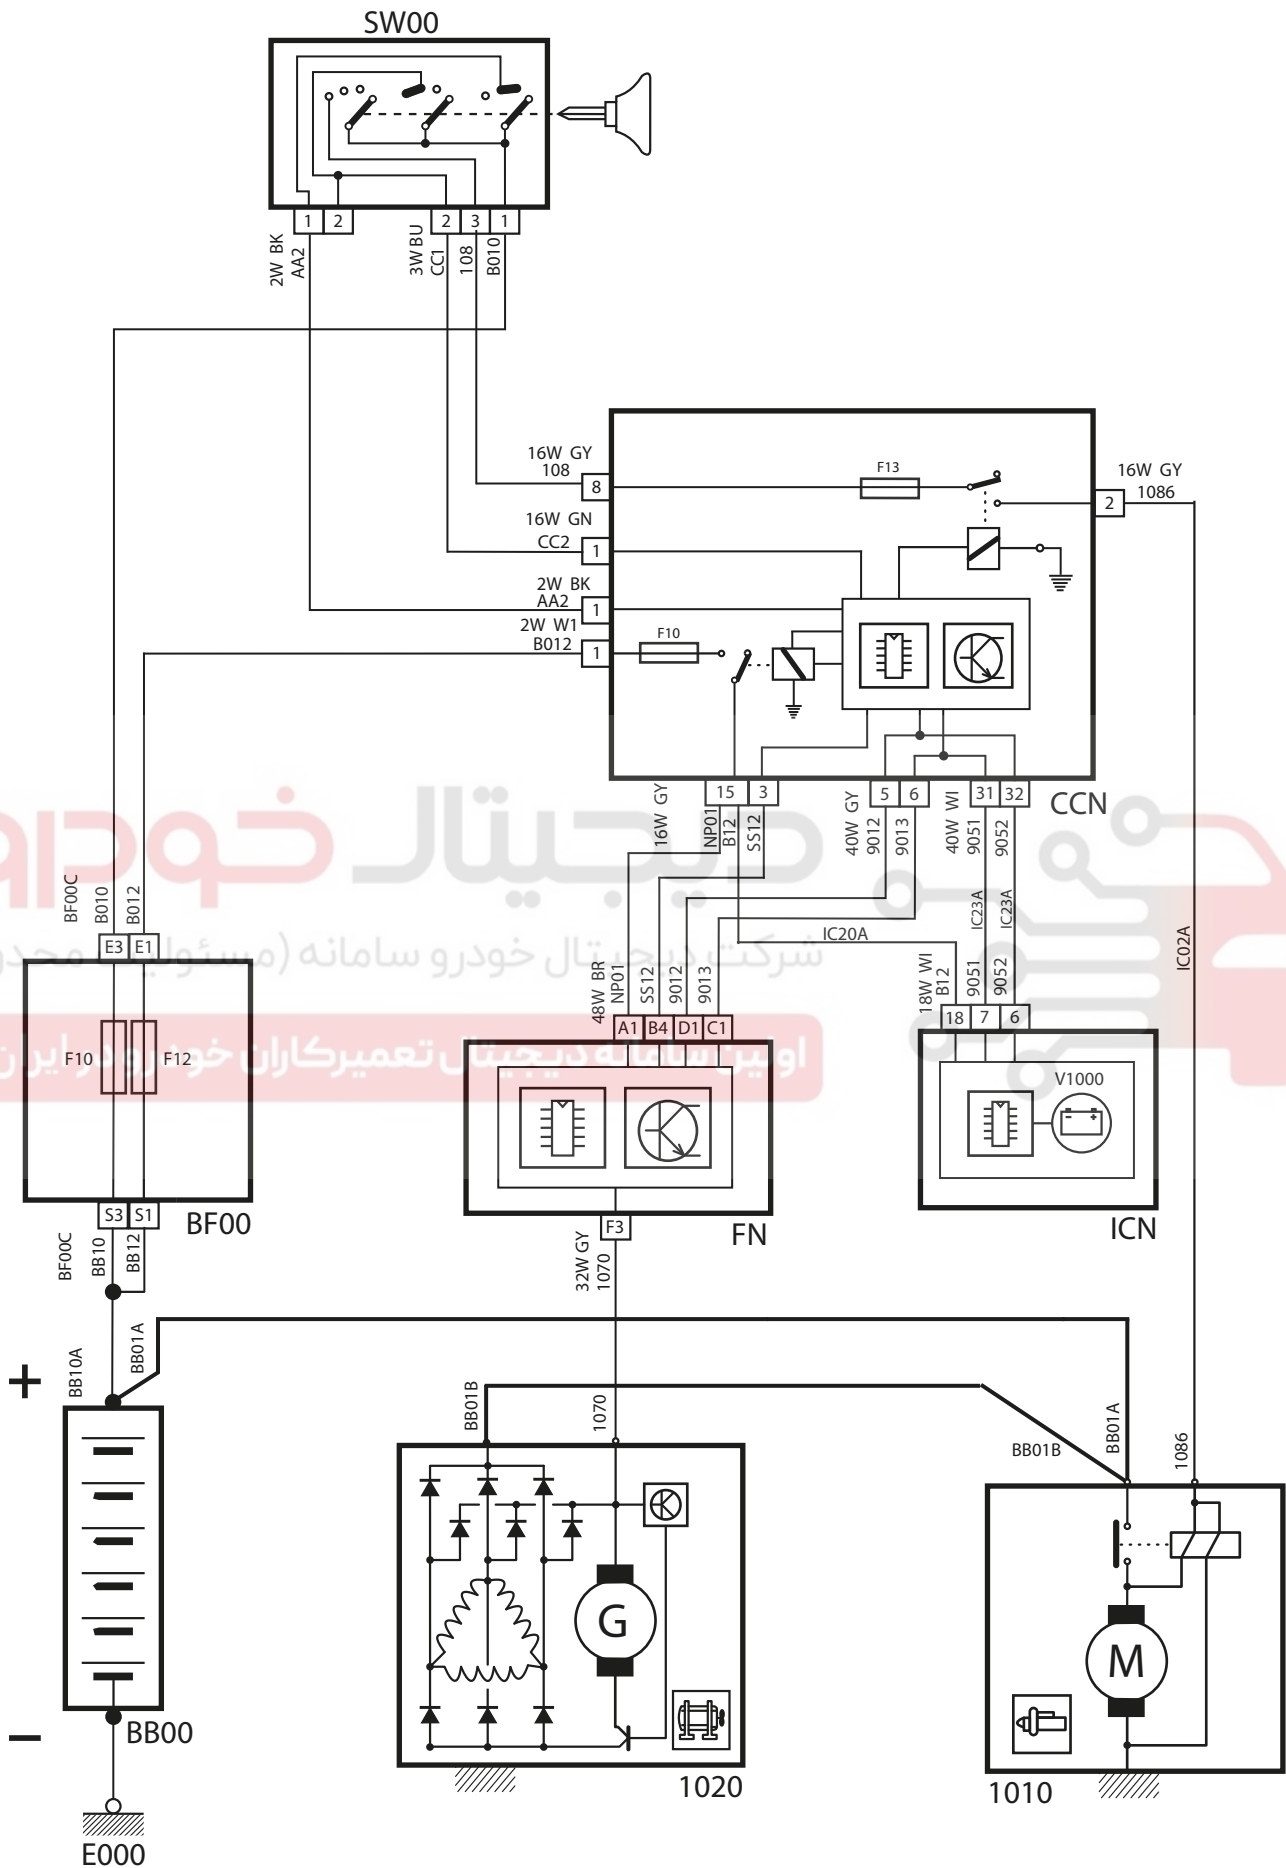 SW00
1 2 2 3 1
2W BK
AA2
3W BU
CC1
108
B010
16W GY
108
8
F13
16W GY
1086
2
16W GN
CC2
1
2W BK
AA2
1
2W W1
B012
1
F10
15 3 5 6 31 32
CCN
16W GY
NP01
B12
SS12
40W GY
9012
9013
40W WI
9051
9052
IC23A
IC23A
IC20A
IC02A
دیجیتال خودرو
شرکت دیجیتال خودرو سامانه (مسئولیت محدو
اولین سامانه دیجیتال تعمیرکاران خودرو در ایران
BF00C
B010
B012
E3 E1
F10 F12
S3 S1
BF00
BF00C
BB10
BB12
48W BR
NP01
SS12
9012
9013
A1 B4 D1 C1
F3
FN
32W GY
1070
18W WI
B12
9051
9052
18 7 6
V1000
- +
ICN
+
BB10A
BB01A
BB01B
1070
BB01B
BB01A
1086
G
M
–
BB00
E000
1020
1010